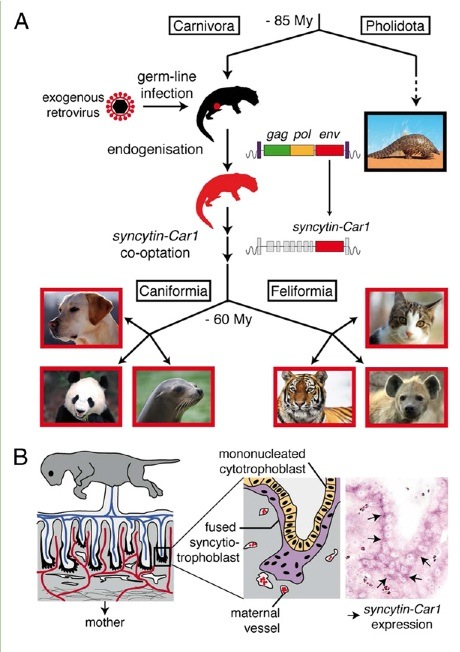 A
Carnivora
- 85 My
Pholidota
germ-line
infection
exogenous
retrovirus
gag pol env
endogenisation
syncytin-Car1
syncytin-Car1
co-optation
Caniformia
Feliformia
- 60 My
B
mononucleated
cytotrophoblast
fused
syncytio-
trophoblast
maternal
vessel
mother
syncytin-Car1
expression